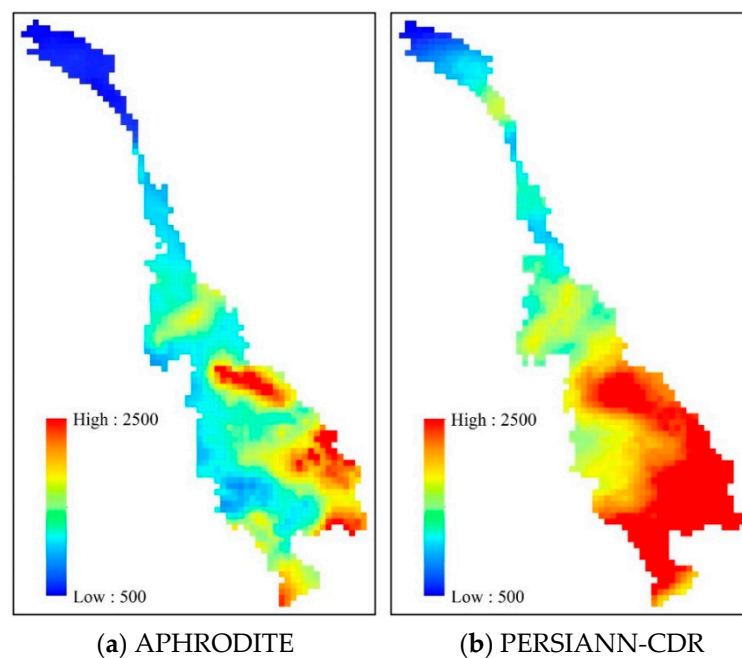 High : 2500
Low : 500
High : 2500
Low : 500
(a) APHRODITE
(b) PERSIANN-CDR